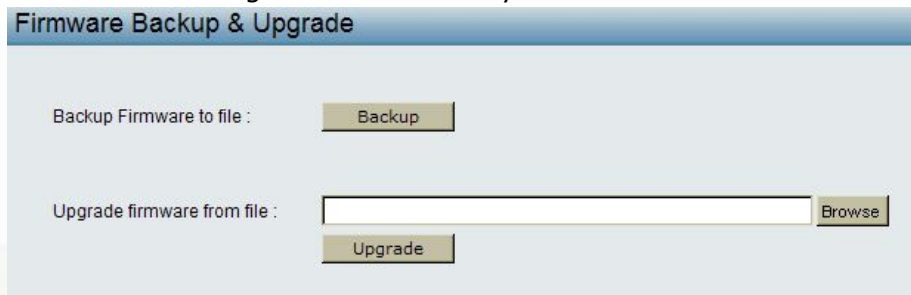 Firmware Backup & Upgrade
Backup Firmware to file : Backup
Upgrade firmware from file : Browse
Upgrade